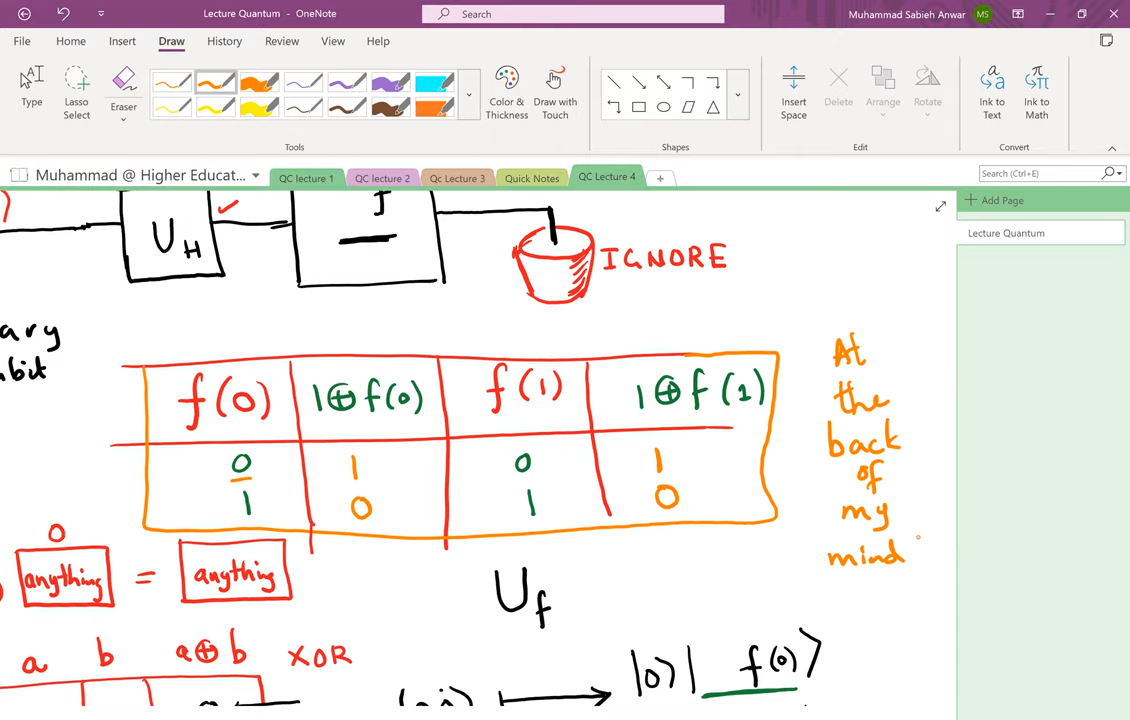 Lecture Quantum - OneNote
Search
Muhammad Sabieh Anwar
MS
File
Home
Insert
Draw
History
Review
View
Help
Type
Lasso Select
Eraser
Color & Thickness
Draw with Touch
Insert Space
Delete
Arrange
Rotate
Ink to Text
Ink to Math
Tools
Shapes
Edit
Convert
Muhammad @ Higher Educat...
QC lecture 1
QC lecture 2
Qc Lecture 3
Quick Notes
QC Lecture 4
Search (Ctrl+E)
Add Page
Lecture Quantum
U_H
I
IGNORE
f(0) 1⊕f(0) f(1) 1⊕f(1)
0 1 0 1
1 0 1 0
At
the
back
of
my
mind
0
anything = anything
U_f
a b a⊕b XOR
|0>| f(0)>